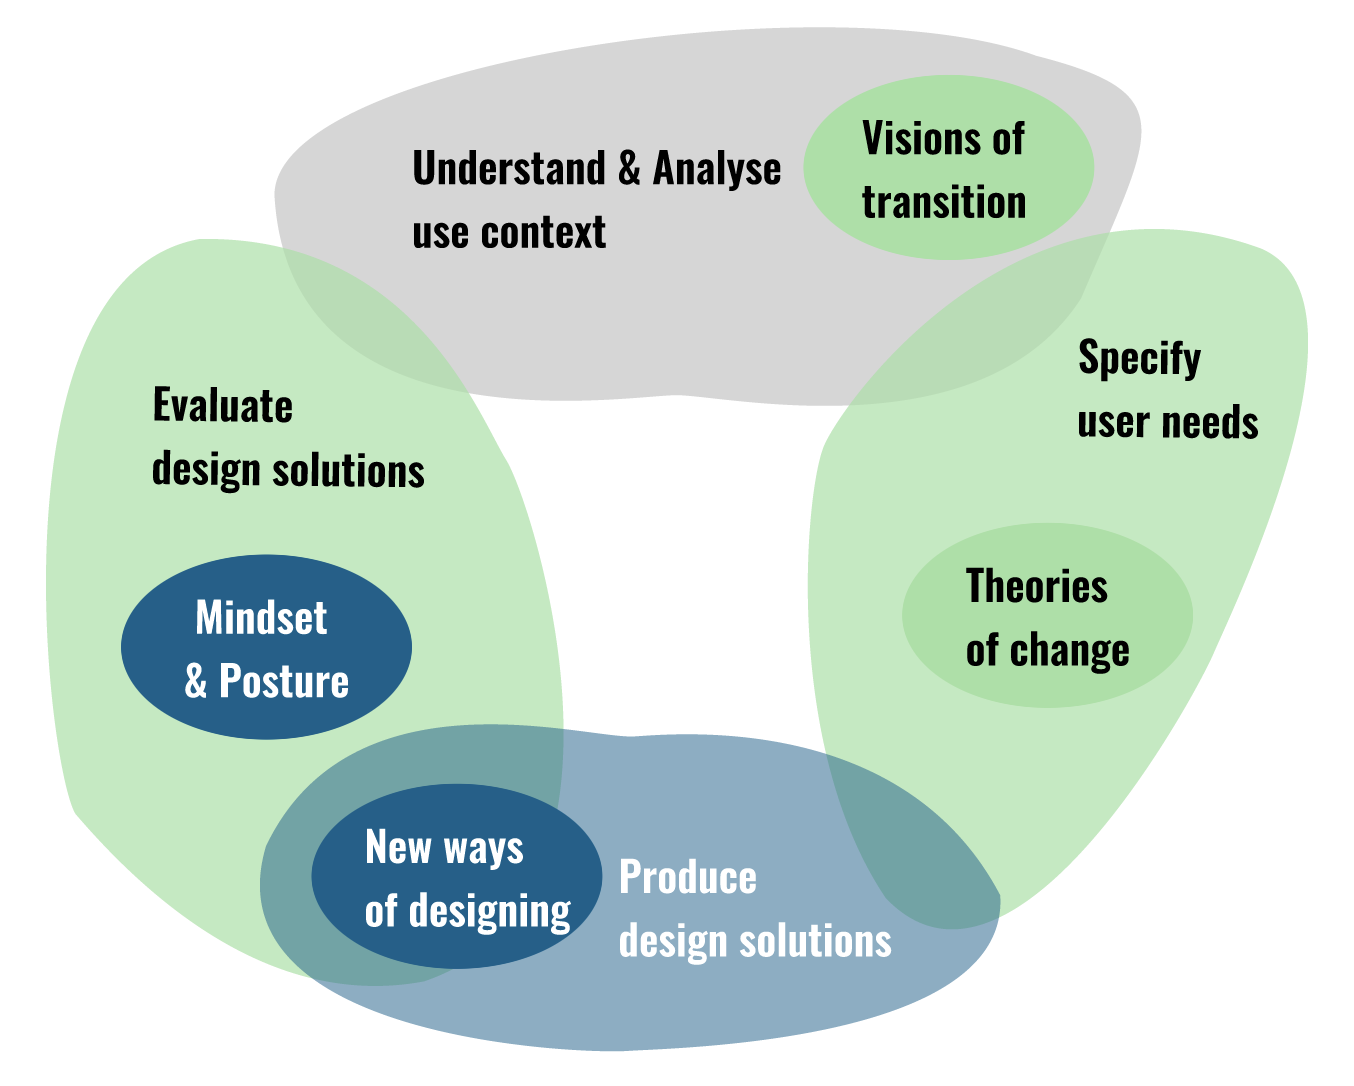 Understand & Analyse
use context
Visions of
transition
Specify
user needs
Theories
of change
Evaluate
design solutions
Mindset
& Posture
New ways
of designing
Produce
design solutions